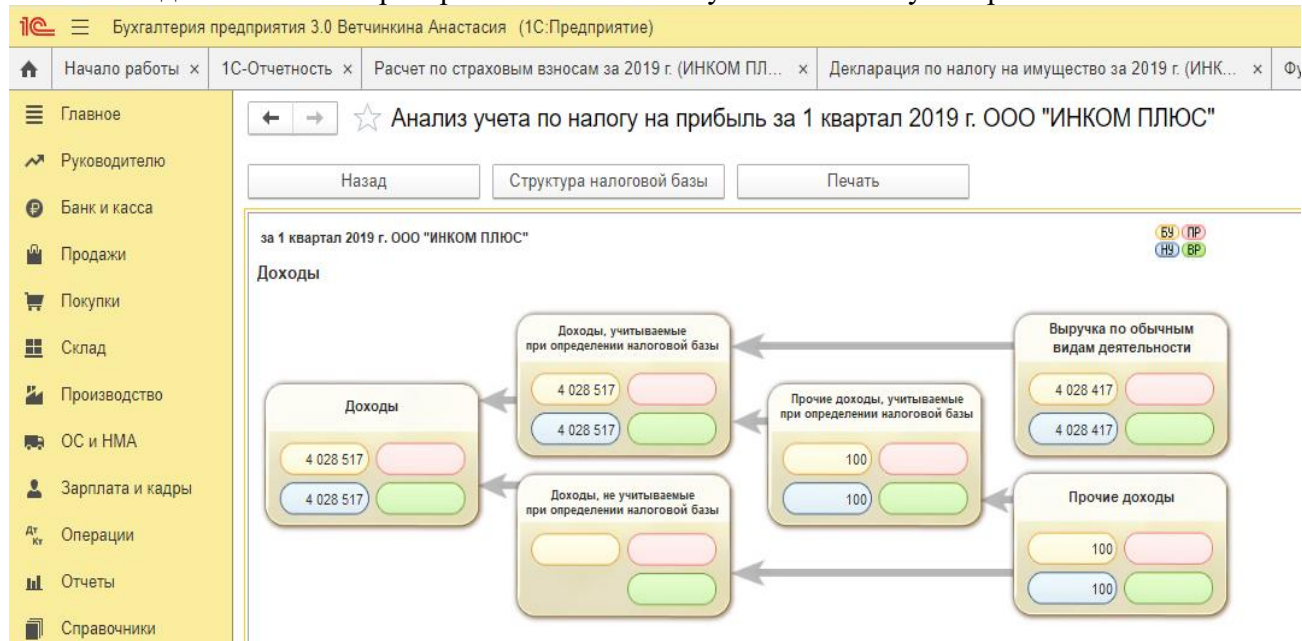 1С Бухгалтерия предприятия 3.0 Ветчинкина Анастасия (1С:Предприятие)
Начало работы × 1С-Отчетность × Расчет по страховым взносам за 2019 г. (ИНКОМ ПЛ... × Декларация по налогу на имущество за 2019 г. (ИНК... ×
Главное
Руководителю
Банк и касса
Продажи
Покупки
Склад
Производство
ОС и НМА
Зарплата и кадры
Дт Кт Операции
Отчеты
Справочники
Анализ учета по налогу на прибыль за 1 квартал 2019 г. ООО "ИНКОМ ПЛЮС"
Назад Структура налоговой базы Печать
за 1 квартал 2019 г. ООО "ИНКОМ ПЛЮС"
БУ ПР
НУ ВР
Доходы
Доходы
4 028 517
4 028 517
Доходы, учитываемые
при определении налоговой базы
4 028 517
4 028 517
Доходы, не учитываемые
при определении налоговой базы
Прочие доходы, учитываемые
при определении налоговой базы
100
100
Выручка по обычным
видам деятельности
4 028 417
4 028 417
Прочие доходы
100
100